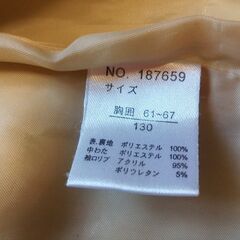 NO. 187659
サイズ
胸囲 61~67
130
表.裏地 ポリエステル 100%
中わた ポリエステル 100%
袖口リブ アクリル 95%
ポリウレタン 5%